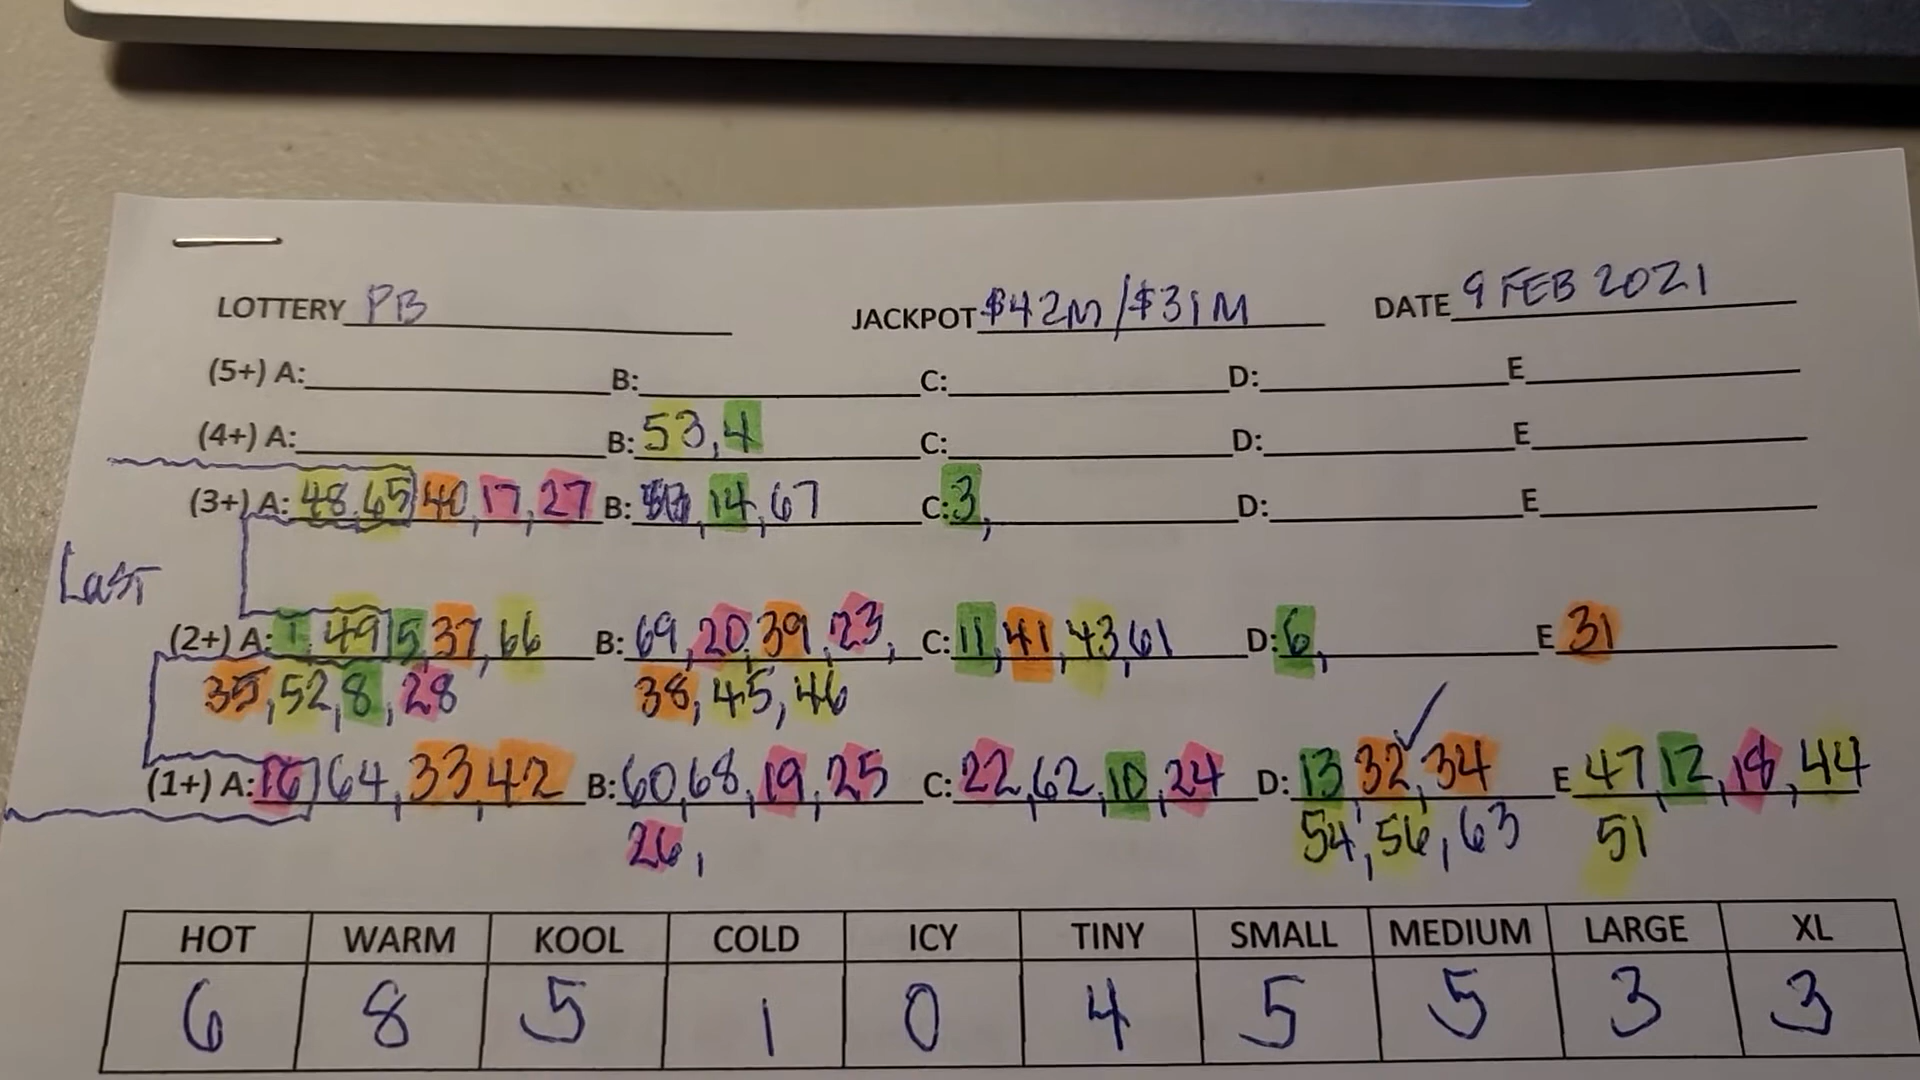 LOTTERY PB JACKPOT $42M/$31M DATE 9 FEB 2021
(5+) A: B: C: D: E
(4+) A: B: 53, 4 C: D: E
(3+) A: 48, 65 40, 17, 27 B: , 14, 67 C: 3, D: E
LAST
(2+) A: 1, 49 5, 37, 66 B: 69, 20, 39, 23, C: 11, 41, 43, 61 D: 6, E 31
35, 52, 8, 28 38, 45, 46
(1+) A: 16 64, 33, 42 B: 60, 68, 19, 25 C: 22, 62, 10, 24 D: 13, 32, 34 E 47, 12, 18, 44
26, 54, 56, 63 51
HOT WARM KOOL COLD ICY TINY SMALL MEDIUM LARGE XL
6 8 5 1 0 4 5 5 3 3